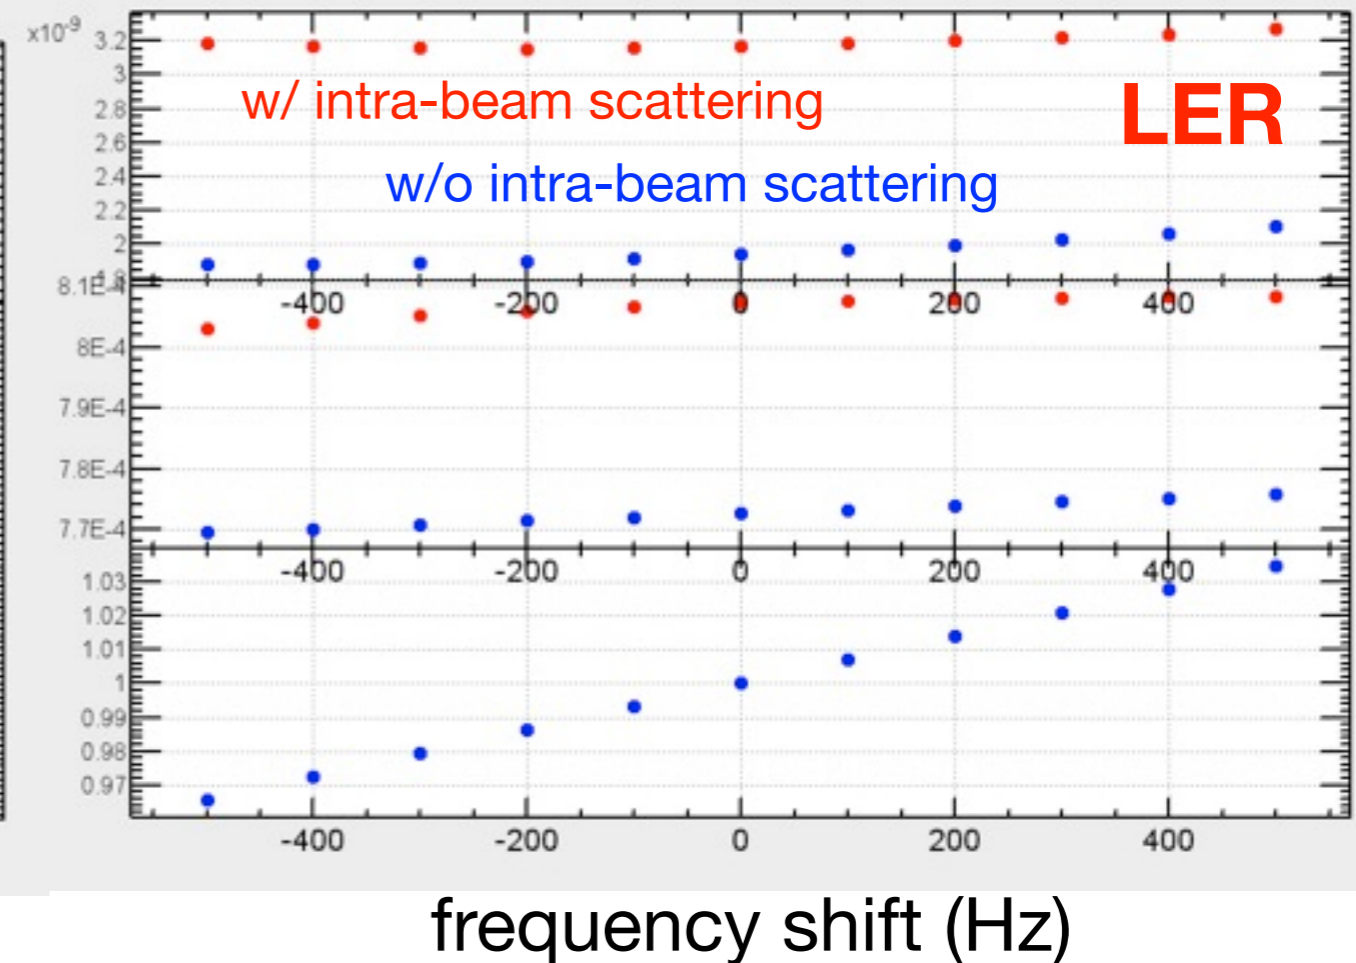 x10-9
3.2
3
w/ intra-beam scattering
LER
2.8
2.6
2.4
w/o intra-beam scattering
2.2
2
-400 -200 0 200 400
8.1E-4
8E-4
7.9E-4
7.8E-4
7.7E-4
-400 -200 0 200 400
1.03
1.02
1.01
1
0.99
0.98
0.97
-400 -200 0 200 400
frequency shift (Hz)